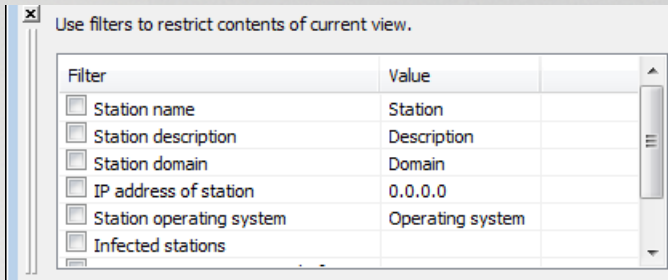 Use filters to restrict contents of current view.
Filter Value
Station name Station
Station description Description
Station domain Domain
IP address of station 0.0.0.0
Station operating system Operating system
Infected stations